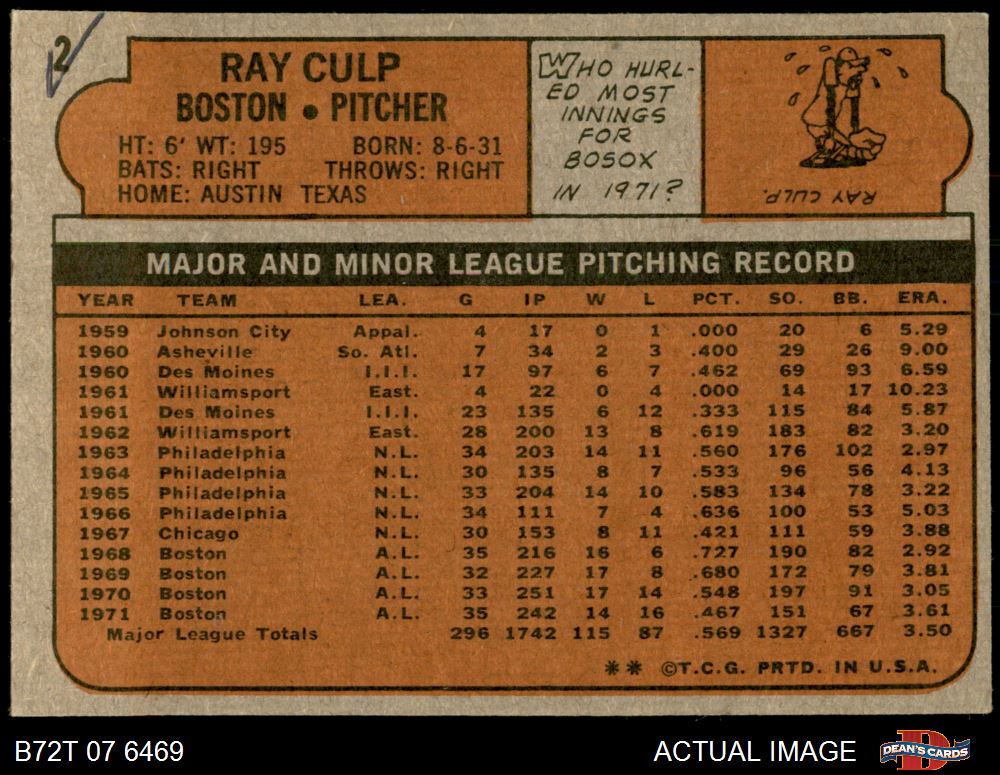 2
RAY CULP
BOSTON • PITCHER
HT: 6' WT: 195 BORN: 8-6-31
BATS: RIGHT THROWS: RIGHT
HOME: AUSTIN TEXAS
WHO HURL-
ED MOST
INNINGS
FOR
BOSOX
IN 1971?
RAY CULP.
MAJOR AND MINOR LEAGUE PITCHING RECORD
YEAR TEAM LEA. G IP W L PCT. SO. BB. ERA.
1959 Johnson City Appal. 4 17 0 1 .000 20 6 5.29
1960 Asheville So. Atl. 7 34 2 3 .400 29 26 9.00
1960 Des Moines I.I.I. 17 97 6 7 .462 69 93 6.59
1961 Williamsport East. 4 22 0 4 .000 14 17 10.23
1961 Des Moines I.I.I. 23 135 6 12 .333 115 84 5.87
1962 Williamsport East. 28 200 13 8 .619 183 82 3.20
1963 Philadelphia N.L. 34 203 14 11 .560 176 102 2.97
1964 Philadelphia N.L. 30 135 8 7 .533 96 56 4.13
1965 Philadelphia N.L. 33 204 14 10 .583 134 78 3.22
1966 Philadelphia N.L. 34 111 7 4 .636 100 53 5.03
1967 Chicago N.L. 30 153 8 11 .421 111 59 3.88
1968 Boston A.L. 35 216 16 6 .727 190 82 2.92
1969 Boston A.L. 32 227 17 8 .680 172 79 3.81
1970 Boston A.L. 33 251 17 14 .548 197 91 3.05
1971 Boston A.L. 35 242 14 16 .467 151 67 3.61
Major League Totals 296 1742 115 87 .569 1327 667 3.50
** ©T.C.G. PRTD. IN U.S.A.
B72T 07 6469 ACTUAL IMAGE
D
DEAN'S CARDS